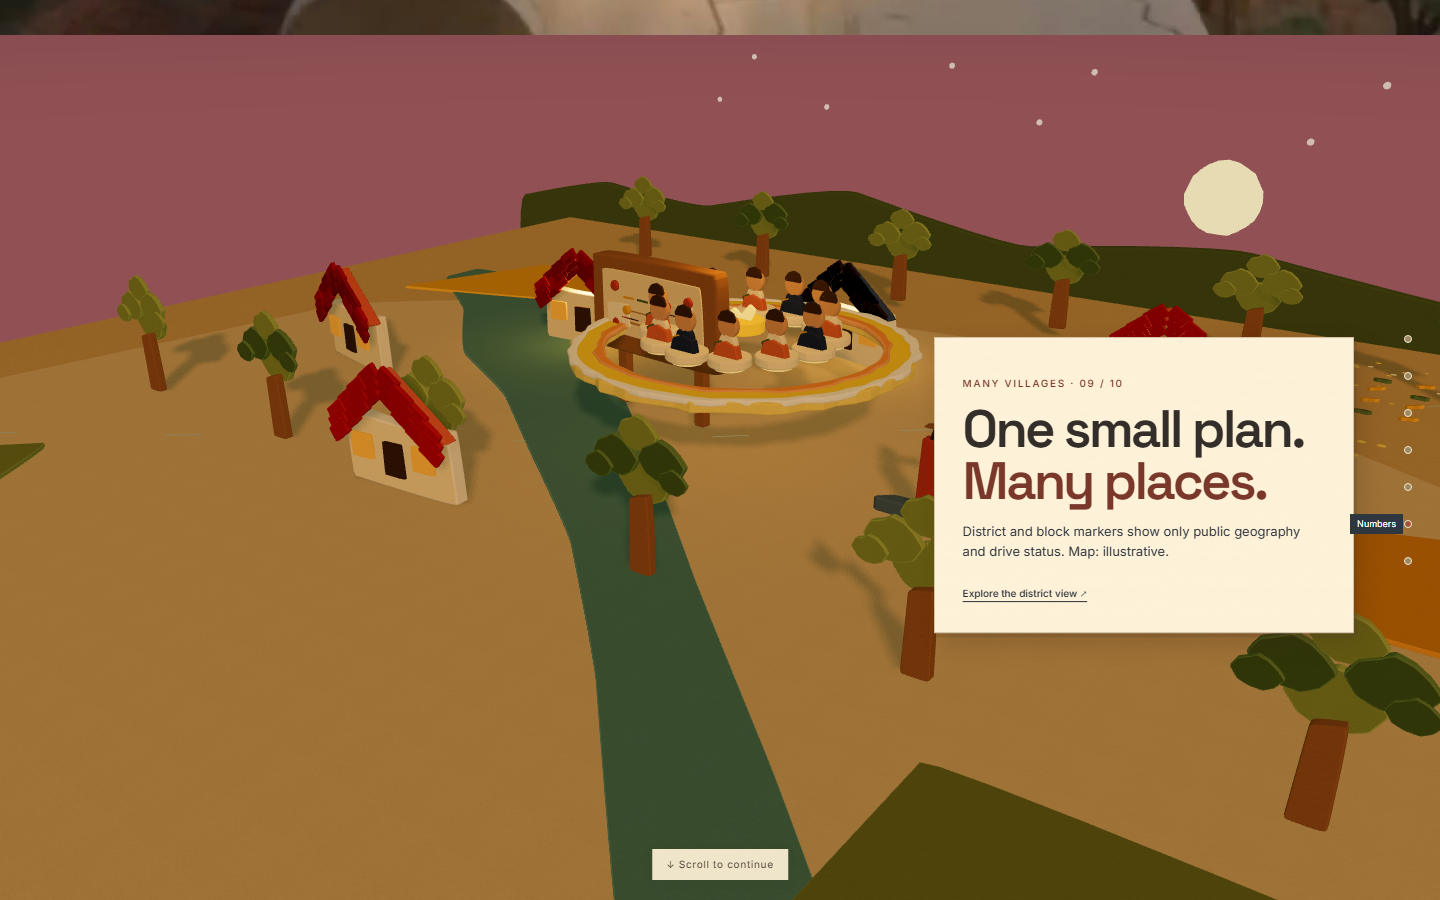 MANY VILLAGES · 09 / 10
One small plan.
Many places.
District and block markers show only public geography
and drive status. Map: illustrative.
Explore the district view ↗
Numbers
↓ Scroll to continue